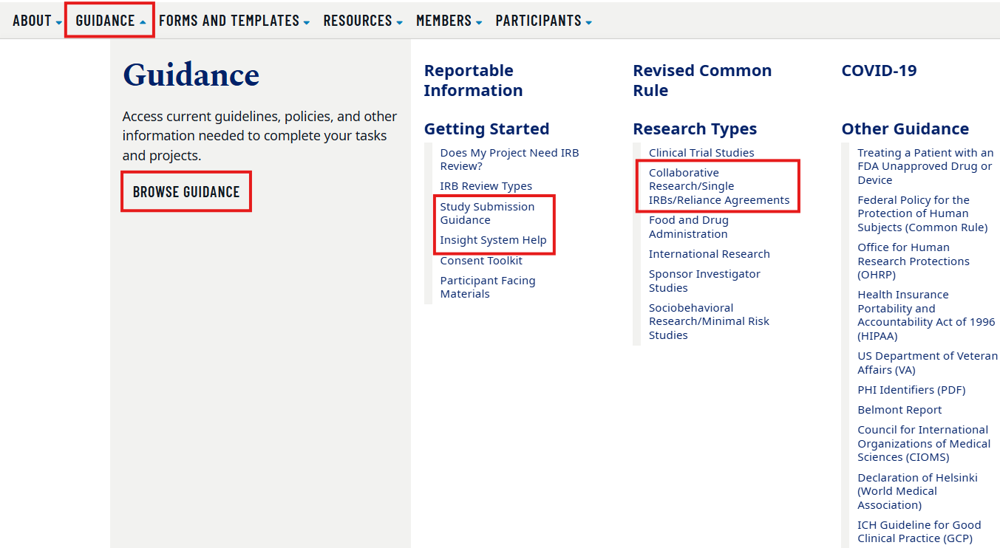 ABOUT GUIDANCE FORMS AND TEMPLATES RESOURCES MEMBERS PARTICIPANTS
Guidance
Access current guidelines, policies, and other
information needed to complete your tasks
and projects.
BROWSE GUIDANCE
Reportable
Information
Getting Started
Does My Project Need IRB
Review?
IRB Review Types
Study Submission
Guidance
Insight System Help
Consent Toolkit
Participant Facing
Materials
Revised Common
Rule
Research Types
Clinical Trial Studies
Collaborative
Research/Single
IRBs/Reliance Agreements
Food and Drug
Administration
International Research
Sponsor Investigator
Studies
Sociobehavioral
Research/Minimal Risk
Studies
COVID-19
Other Guidance
Treating a Patient with an
FDA Unapproved Drug or
Device
Federal Policy for the
Protection of Human
Subjects (Common Rule)
Office for Human
Research Protections
(OHRP)
Health Insurance
Portability and
Accountability Act of 1996
(HIPAA)
US Department of Veteran
Affairs (VA)
PHI Identifiers (PDF)
Belmont Report
Council for International
Organizations of Medical
Sciences (CIOMS)
Declaration of Helsinki
(World Medical
Association)
ICH Guideline for Good
Clinical Practice (GCP)